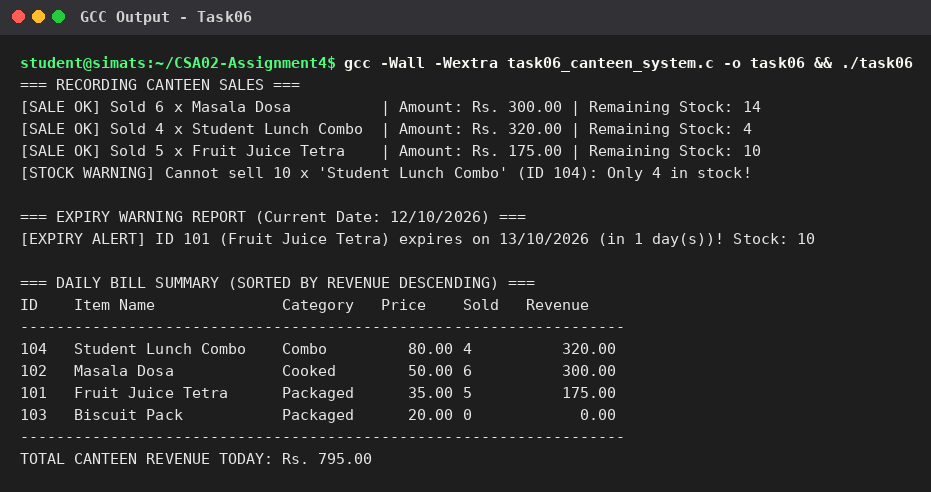 GCC Output - Task06
student@simats:~/CSA02-Assignment4$ gcc -Wall -Wextra task06_canteen_system.c -o task06 && ./task06
=== RECORDING CANTEEN SALES ===
[SALE OK] Sold 6 x Masala Dosa          | Amount: Rs. 300.00 | Remaining Stock: 14
[SALE OK] Sold 4 x Student Lunch Combo  | Amount: Rs. 320.00 | Remaining Stock: 4
[SALE OK] Sold 5 x Fruit Juice Tetra    | Amount: Rs. 175.00 | Remaining Stock: 10
[STOCK WARNING] Cannot sell 10 x 'Student Lunch Combo' (ID 104): Only 4 in stock!
=== EXPIRY WARNING REPORT (Current Date: 12/10/2026) ===
[EXPIRY ALERT] ID 101 (Fruit Juice Tetra) expires on 13/10/2026 (in 1 day(s))! Stock: 10
=== DAILY BILL SUMMARY (SORTED BY REVENUE DESCENDING) ===
ID    Item Name              Category   Price    Sold   Revenue
-------------------------------------------------------------------
104   Student Lunch Combo    Combo         80.00 4          320.00
102   Masala Dosa            Cooked        50.00 6          300.00
101   Fruit Juice Tetra      Packaged      35.00 5          175.00
103   Biscuit Pack           Packaged      20.00 0            0.00
-------------------------------------------------------------------
TOTAL CANTEEN REVENUE TODAY: Rs. 795.00